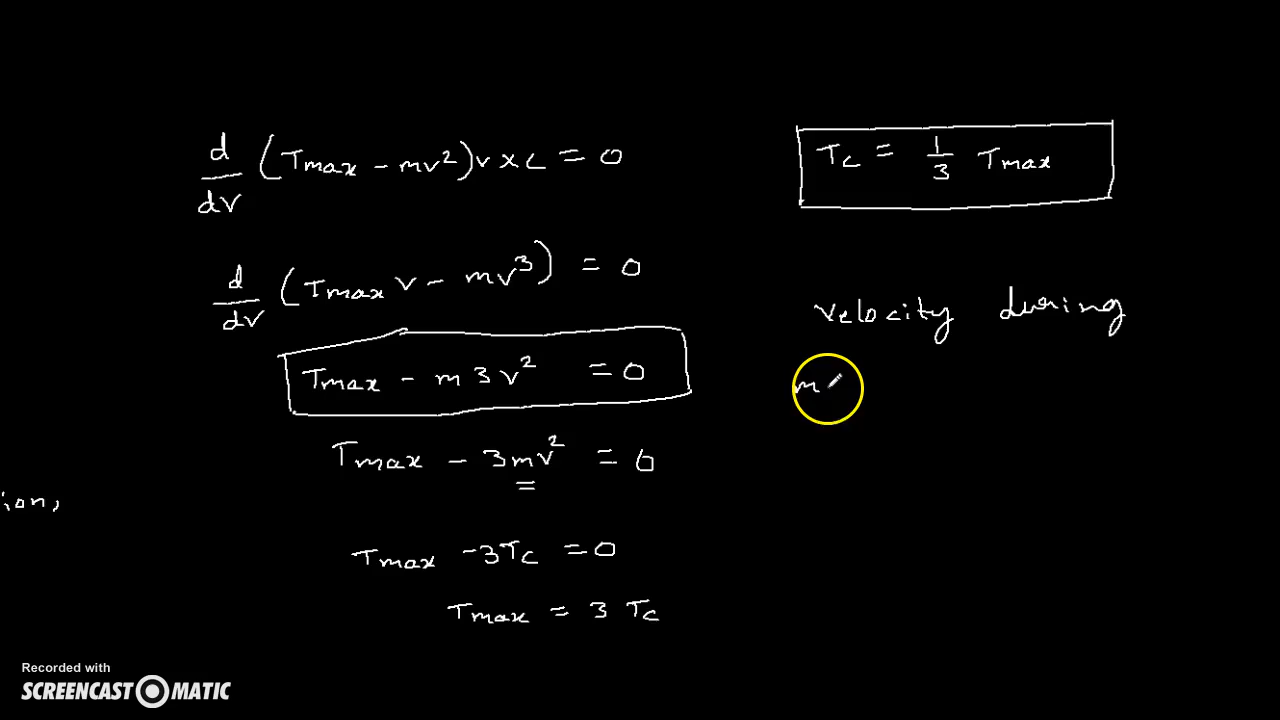 d/dv (Tmax - mv²)v x C = 0
d/dv (Tmax v - mv³) = 0
Tmax - m 3 v² = 0
Tmax - 3mv² = 0
ion,
Tmax - 3Tc = 0
Tmax = 3 Tc
Tc = 1/3 Tmax
velocity during
m
Recorded with
SCREENCAST MATIC